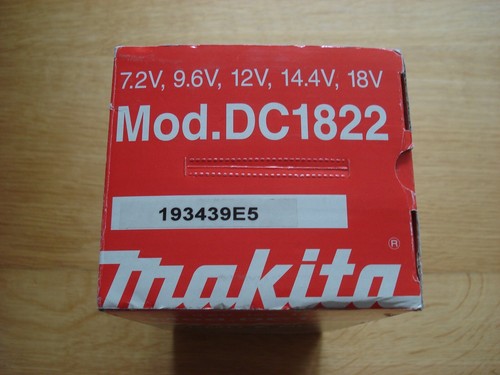 7.2V, 9.6V, 12V, 14.4V, 18V
Mod.DC1822
193439E5
®
makita